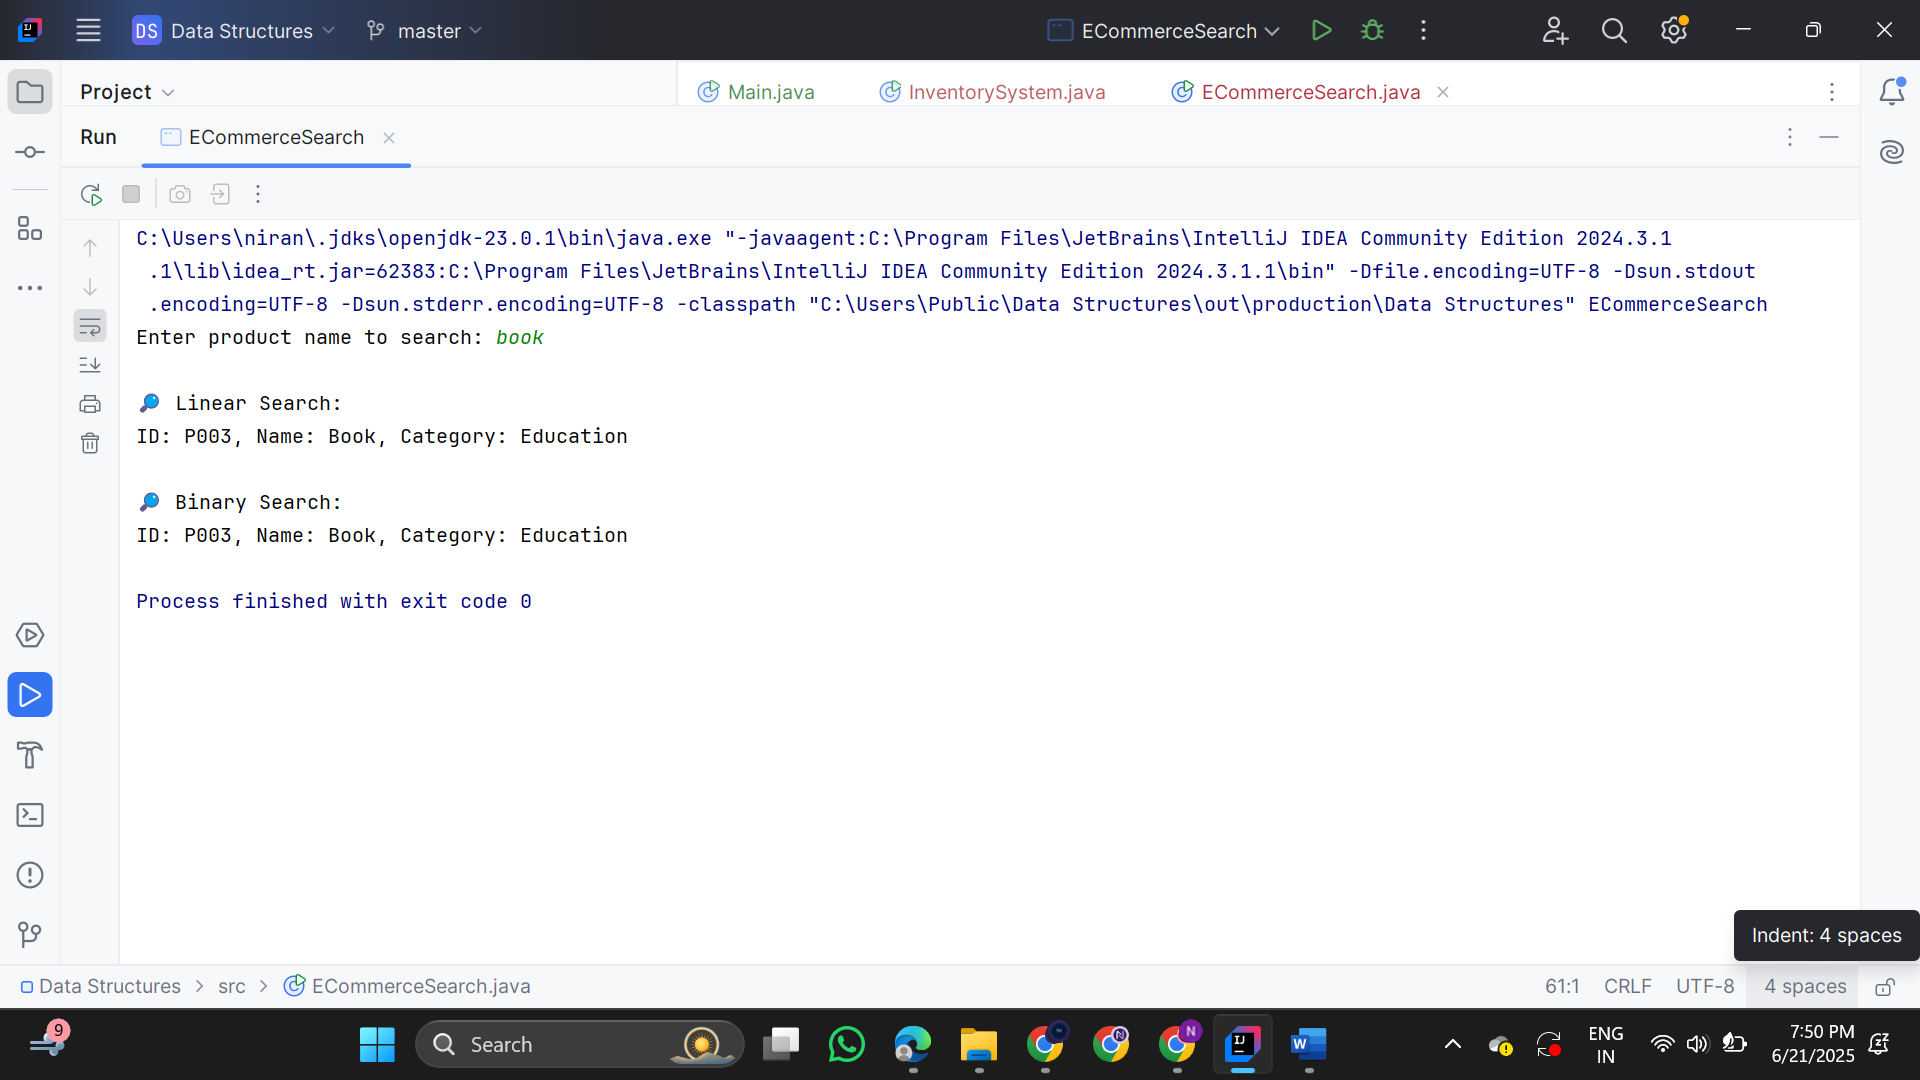 DS Data Structures master ECommerceSearch
Project Main.java InventorySystem.java ECommerceSearch.java
Run ECommerceSearch
C:\Users\niran\.jdks\openjdk-23.0.1\bin\java.exe "-javaagent:C:\Program Files\JetBrains\IntelliJ IDEA Community Edition 2024.3.1
.1\lib\idea_rt.jar=62383:C:\Program Files\JetBrains\IntelliJ IDEA Community Edition 2024.3.1.1\bin" -Dfile.encoding=UTF-8 -Dsun.stdout
.encoding=UTF-8 -Dsun.stderr.encoding=UTF-8 -classpath "C:\Users\Public\Data Structures\out\production\Data Structures" ECommerceSearch
Enter product name to search: book
🔎 Linear Search:
ID: P003, Name: Book, Category: Education
🔎 Binary Search:
ID: P003, Name: Book, Category: Education
Process finished with exit code 0
Indent: 4 spaces
Data Structures > src > ECommerceSearch.java 61:1 CRLF UTF-8 4 spaces
9 Search ENG 7:50 PM
IN 6/21/2025